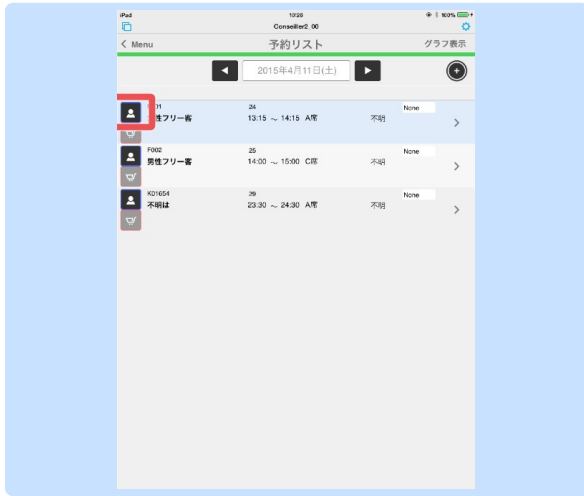 iPad 10:26 100%
Conseiller2_00
Menu 予約リスト グラフ表示
2015年4月11日(土)
24 None
性フリー客 13:15 ～ 14:15 A席 不明
F002 25 None
男性フリー客 14:00 ～ 15:00 C席 不明
K01654 29 None
不明は 23:30 ～ 24:30 A席 不明